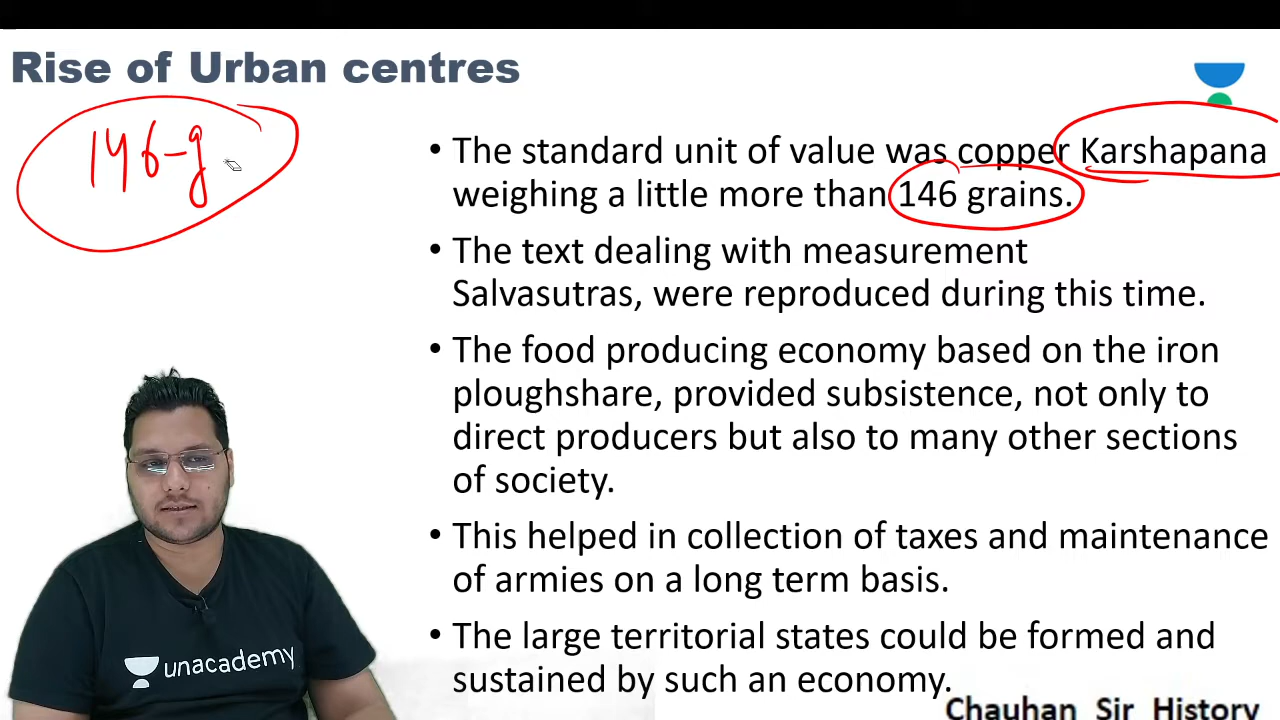 Rise of Urban centres
146-g
• The standard unit of value was copper Karshapana
weighing a little more than 146 grains.
• The text dealing with measurement
Salvasutras, were reproduced during this time.
• The food producing economy based on the iron
ploughshare, provided subsistence, not only to
direct producers but also to many other sections
of society.
• This helped in collection of taxes and maintenance
of armies on a long term basis.
• The large territorial states could be formed and
sustained by such an economy.
unacademy
Chauhan Sir History